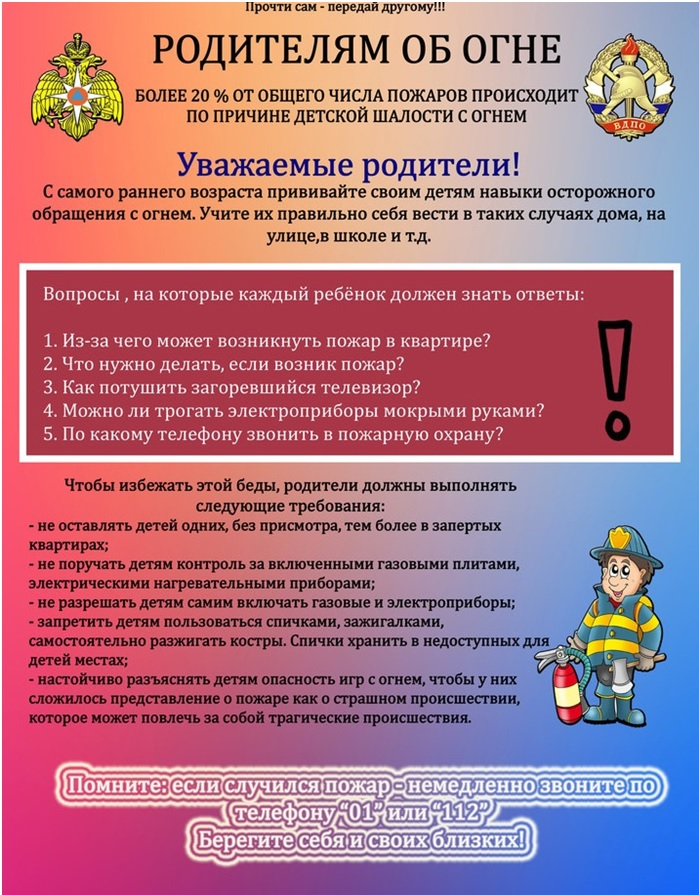 Прочти сам - передай другому!!!
РОДИТЕЛЯМ ОБ ОГНЕ
БОЛЕЕ 20 % ОТ ОБЩЕГО ЧИСЛА ПОЖАРОВ ПРОИСХОДИТ
ПО ПРИЧИНЕ ДЕТСКОЙ ШАЛОСТИ С ОГНЕМ
ВДПО
Уважаемые родители!
С самого раннего возраста прививайте своим детям навыки осторожного
обращения с огнем. Учите их правильно себя вести в таких случаях дома, на
улице,в школе и т.д.
Вопросы , на которые каждый ребёнок должен знать ответы:
1. Из-за чего может возникнуть пожар в квартире?
2. Что нужно делать, если возник пожар?
3. Как потушить загоревшийся телевизор?
4. Можно ли трогать электроприборы мокрыми руками?
5. По какому телефону звонить в пожарную охрану?
!
Чтобы избежать этой беды, родители должны выполнять
следующие требования:
- не оставлять детей одних, без присмотра, тем более в запертых
квартирах;
- не поручать детям контроль за включенными газовыми плитами,
электрическими нагревательными приборами;
- не разрешать детям самим включать газовые и электроприборы;
- запретить детям пользоваться спичками, зажигалками,
самостоятельно разжигать костры. Спички хранить в недоступных для
детей местах;
- настойчиво разъяснять детям опасность игр с огнем, чтобы у них
сложилось представление о пожаре как о страшном происшествии,
которое может повлечь за собой трагические происшествия.
Помните: если случился пожар - немедленно звоните по
телефону “01” или “112”
Берегите себя и своих близких!